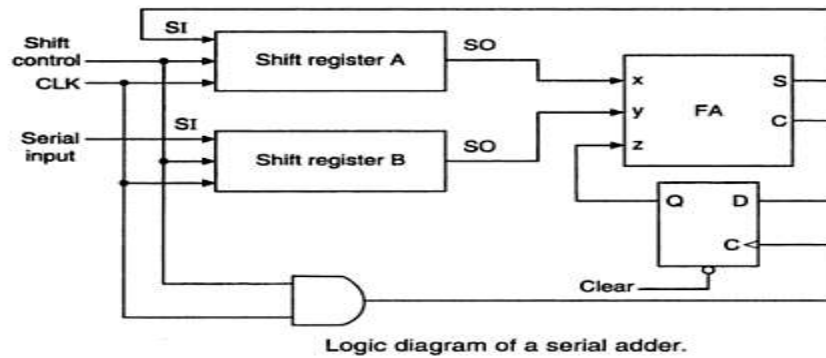 SI
Shift
control
CLK
Shift register A
SO
x
y
z
FA
S
C
Serial
input
SI
Shift register B
SO
Q
D
C
Clear
Logic diagram of a serial adder.